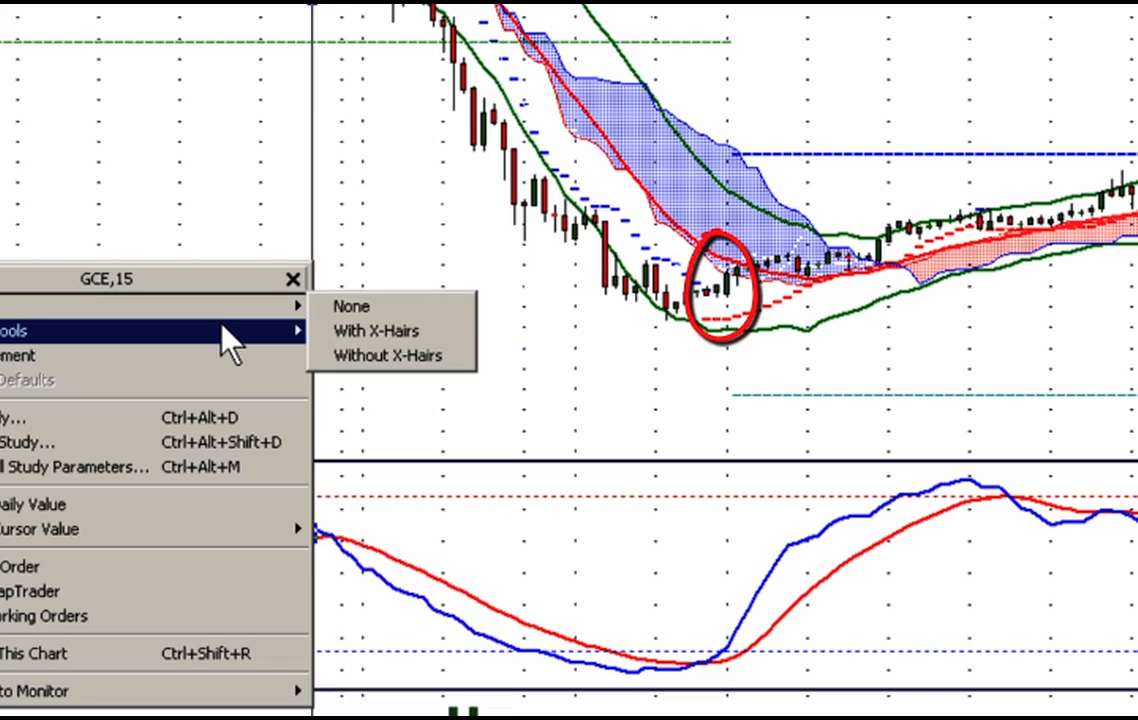 GCE,15
None
ools
With X-Hairs
ement
Without X-Hairs
Defaults
ly... Ctrl+Alt+D
Study... Ctrl+Alt+Shift+D
l Study Parameters... Ctrl+Alt+M
aily Value
ursor Value
Order
apTrader
rking Orders
This Chart Ctrl+Shift+R
to Monitor